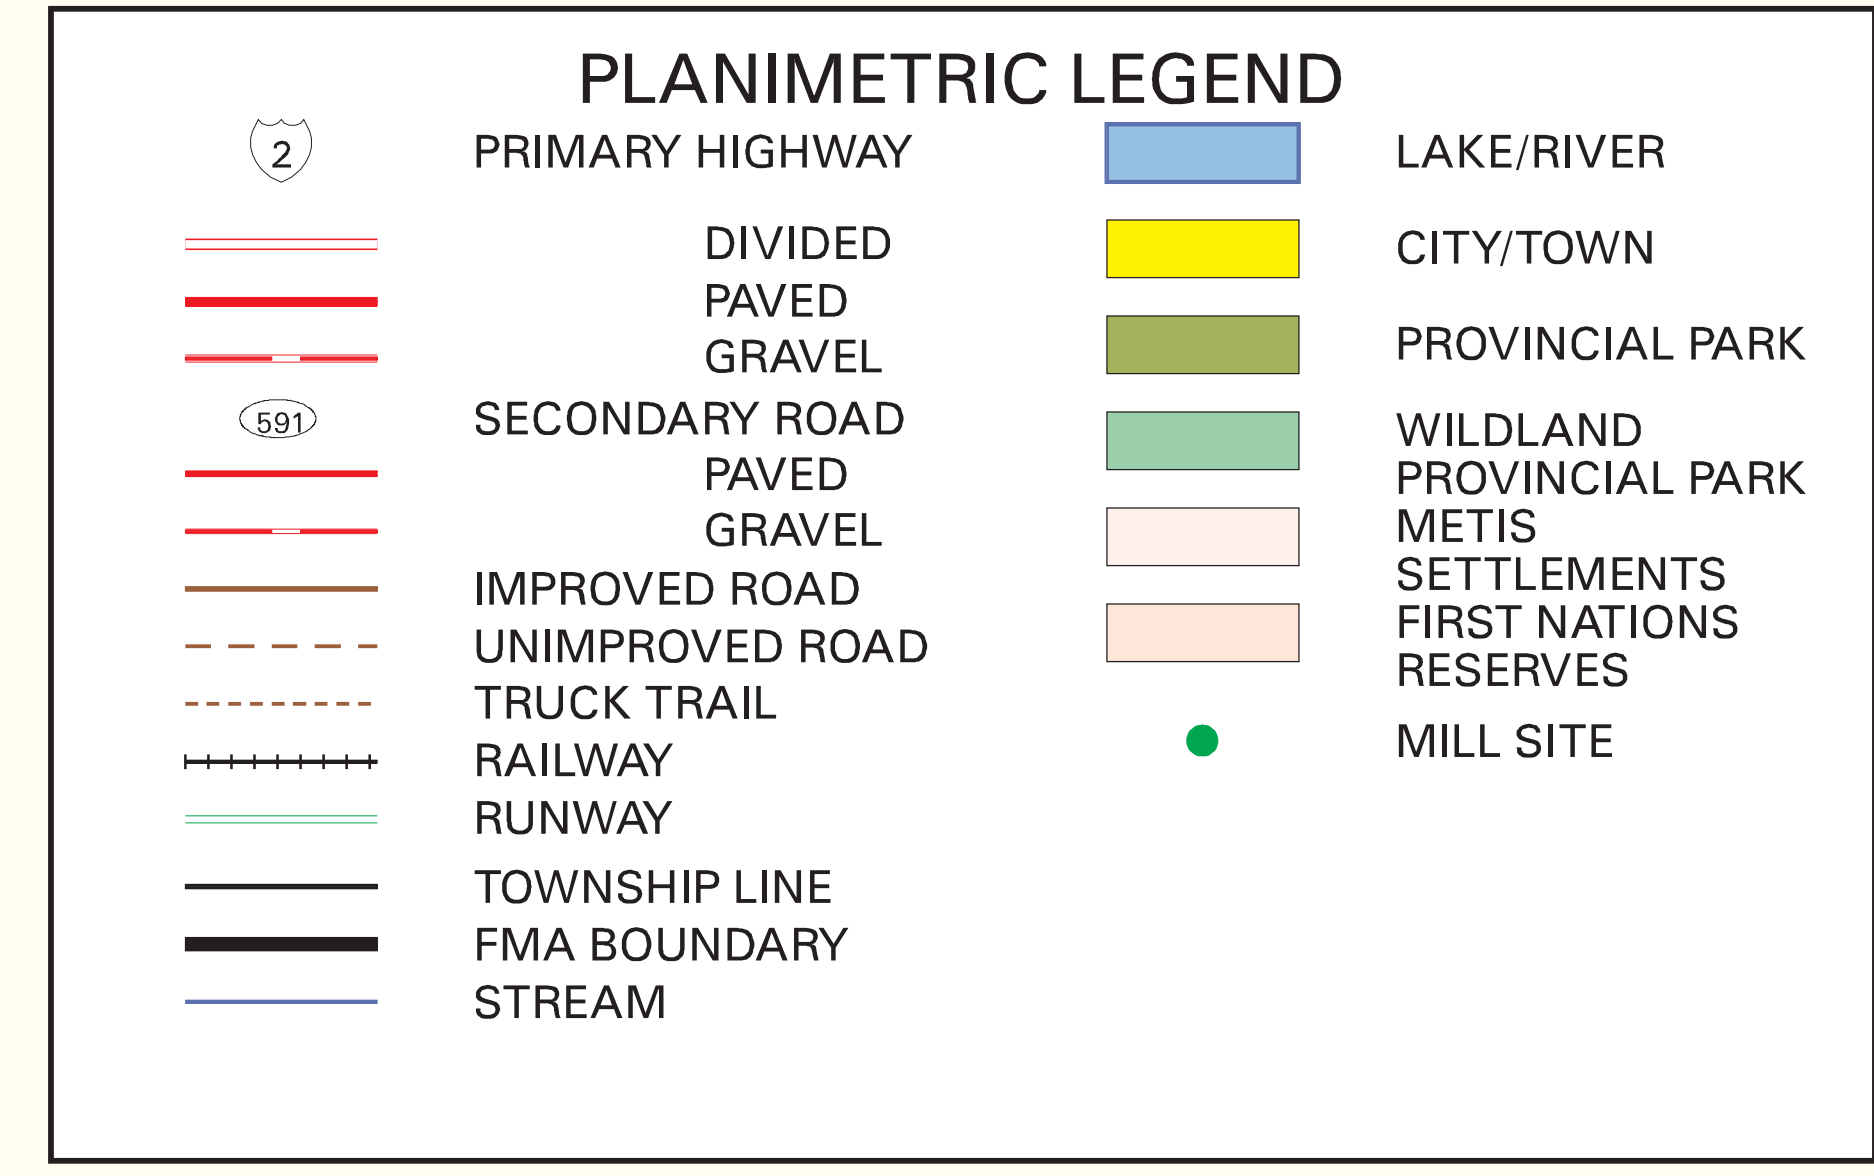 PLANIMETRIC LEGEND
2
PRIMARY HIGHWAY
DIVIDED
PAVED
GRAVEL
591
SECONDARY ROAD
PAVED
GRAVEL
IMPROVED ROAD
UNIMPROVED ROAD
TRUCK TRAIL
RAILWAY
RUNWAY
TOWNSHIP LINE
FMA BOUNDARY
STREAM
LAKE/RIVER
CITY/TOWN
PROVINCIAL PARK
WILDLAND
PROVINCIAL PARK
METIS
SETTLEMENTS
FIRST NATIONS
RESERVES
MILL SITE